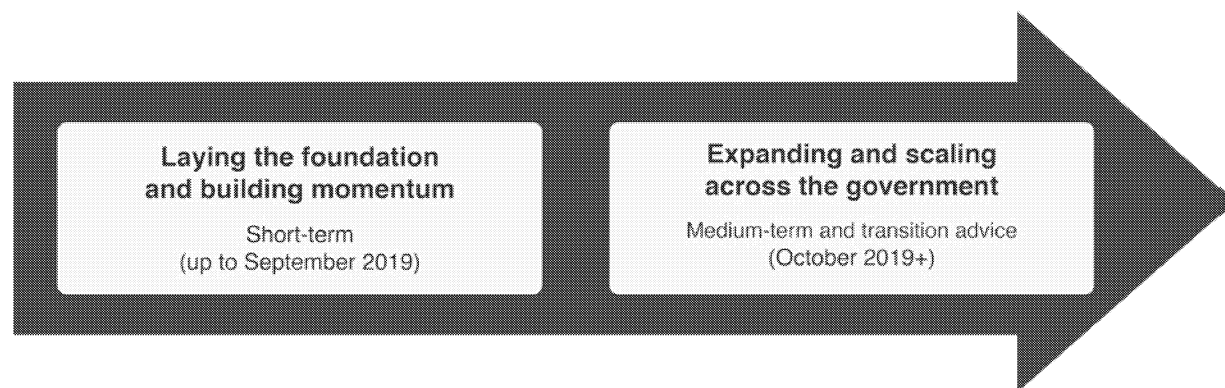 Laying the foundation
and building momentum
Short-term
(up to September 2019)
Expanding and scaling
across the government
Medium-term and transition advice
(October 2019+)